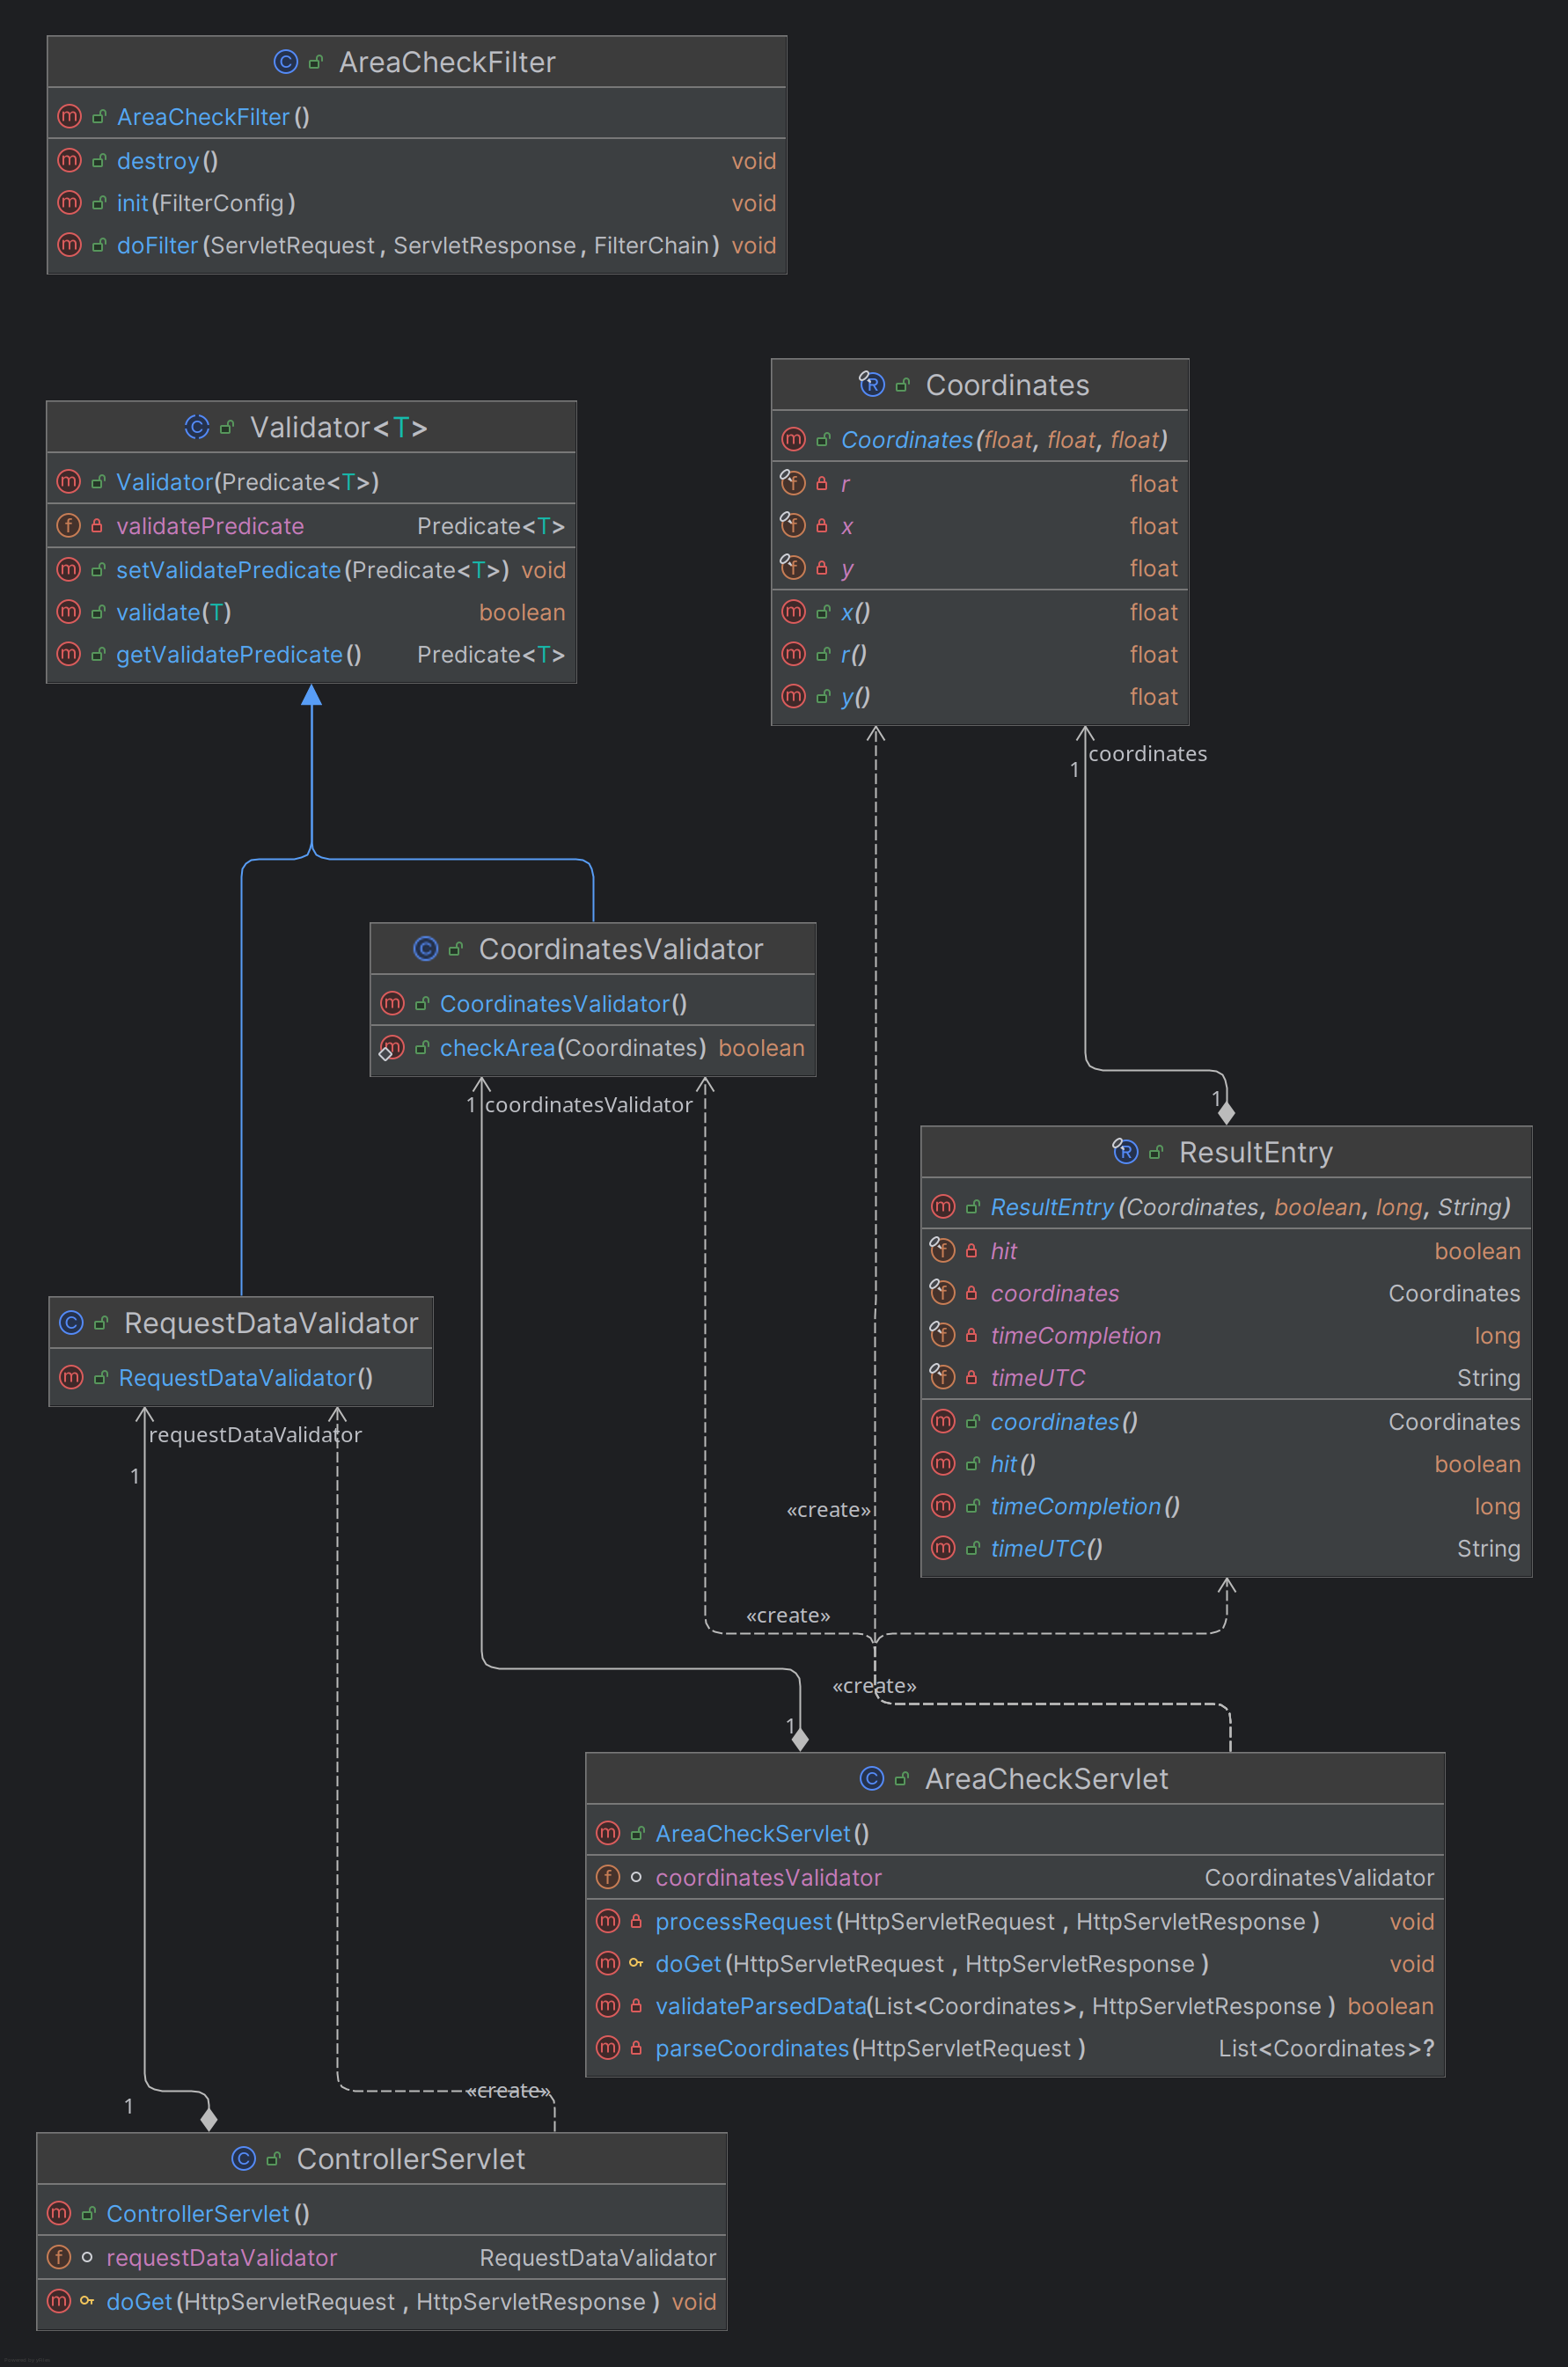 AreaCheckFilter
AreaCheckFilter()
destroy() void
init(FilterConfig) void
doFilter(ServletRequest, ServletResponse, FilterChain) void
Coordinates
Coordinates(float, float, float)
r float
x float
y float
x() float
r() float
y() float
Validator<T>
Validator(Predicate<T>)
validatePredicate Predicate<T>
setValidatePredicate(Predicate<T>) void
validate(T) boolean
getValidatePredicate() Predicate<T>
1 coordinates
CoordinatesValidator
CoordinatesValidator()
checkArea(Coordinates) boolean
1 coordinatesValidator
1
ResultEntry
ResultEntry(Coordinates, boolean, long, String)
hit boolean
coordinates Coordinates
timeCompletion long
timeUTC String
coordinates() Coordinates
hit() boolean
timeCompletion() long
timeUTC() String
RequestDataValidator
RequestDataValidator()
requestDataValidator
1
«create»
«create»
«create»
1
AreaCheckServlet
AreaCheckServlet()
coordinatesValidator CoordinatesValidator
processRequest(HttpServletRequest, HttpServletResponse) void
doGet(HttpServletRequest, HttpServletResponse) void
validateParsedData(List<Coordinates>, HttpServletResponse) boolean
parseCoordinates(HttpServletRequest) List<Coordinates>?
«create»
1
ControllerServlet
ControllerServlet()
requestDataValidator RequestDataValidator
doGet(HttpServletRequest, HttpServletResponse) void